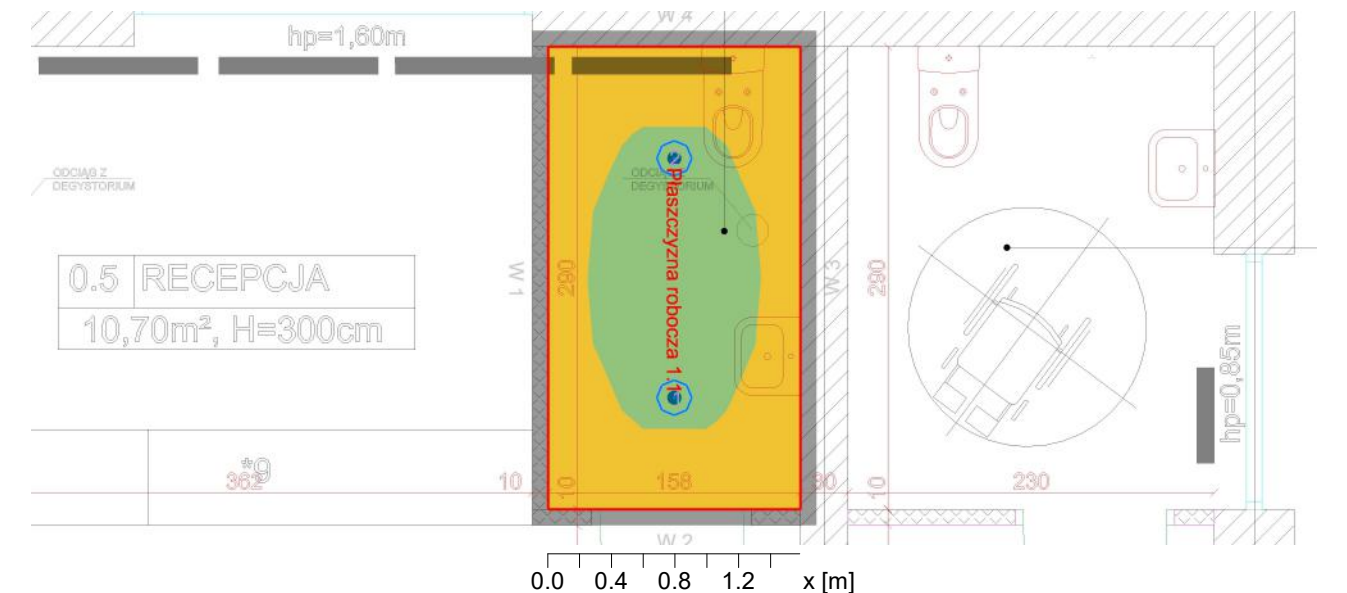 W 4
hp=1,60m
ODCIĄG Z
DEGYSTORIUM
ODCIĄG Z
DEGYSTORIUM
Płaszczyzna robocza 1.1
0.5 RECEPCJA
10,70m², H=300cm
W 1
280
W 3
280
hp=0,85m
*9
362
10
10
158
30
10
230
W 2
0.0 0.4 0.8 1.2 x [m]